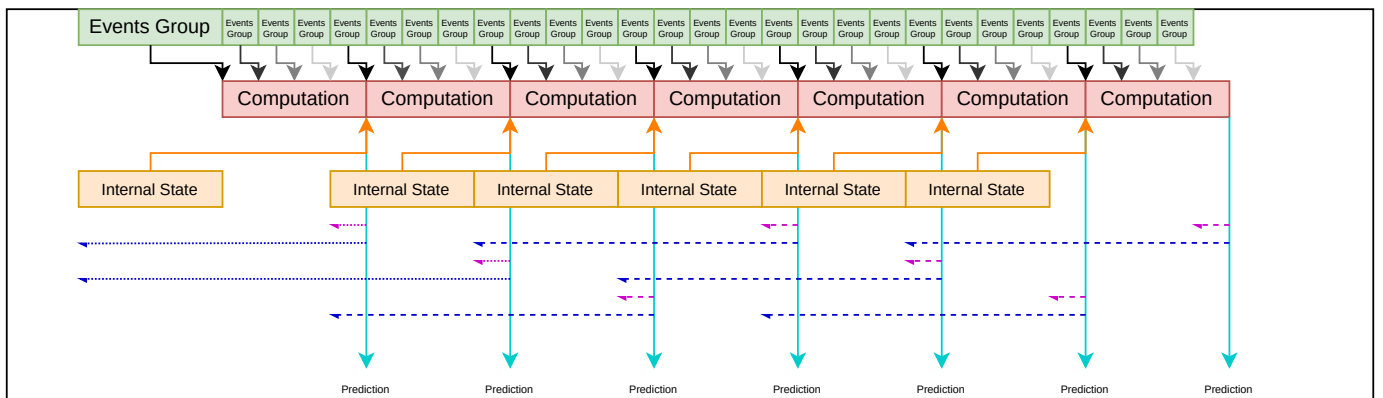 Events Group
Events
Group
Events
Group
Events
Group
Events
Group
Events
Group
Events
Group
Events
Group
Events
Group
Events
Group
Events
Group
Events
Group
Events
Group
Events
Group
Events
Group
Events
Group
Events
Group
Events
Group
Events
Group
Events
Group
Events
Group
Events
Group
Events
Group
Events
Group
Events
Group
Events
Group
Events
Group
Events
Group
Computation
Computation
Computation
Computation
Computation
Computation
Computation
Internal State
Internal State
Internal State
Internal State
Internal State
Internal State
Prediction
Prediction
Prediction
Prediction
Prediction
Prediction
Prediction